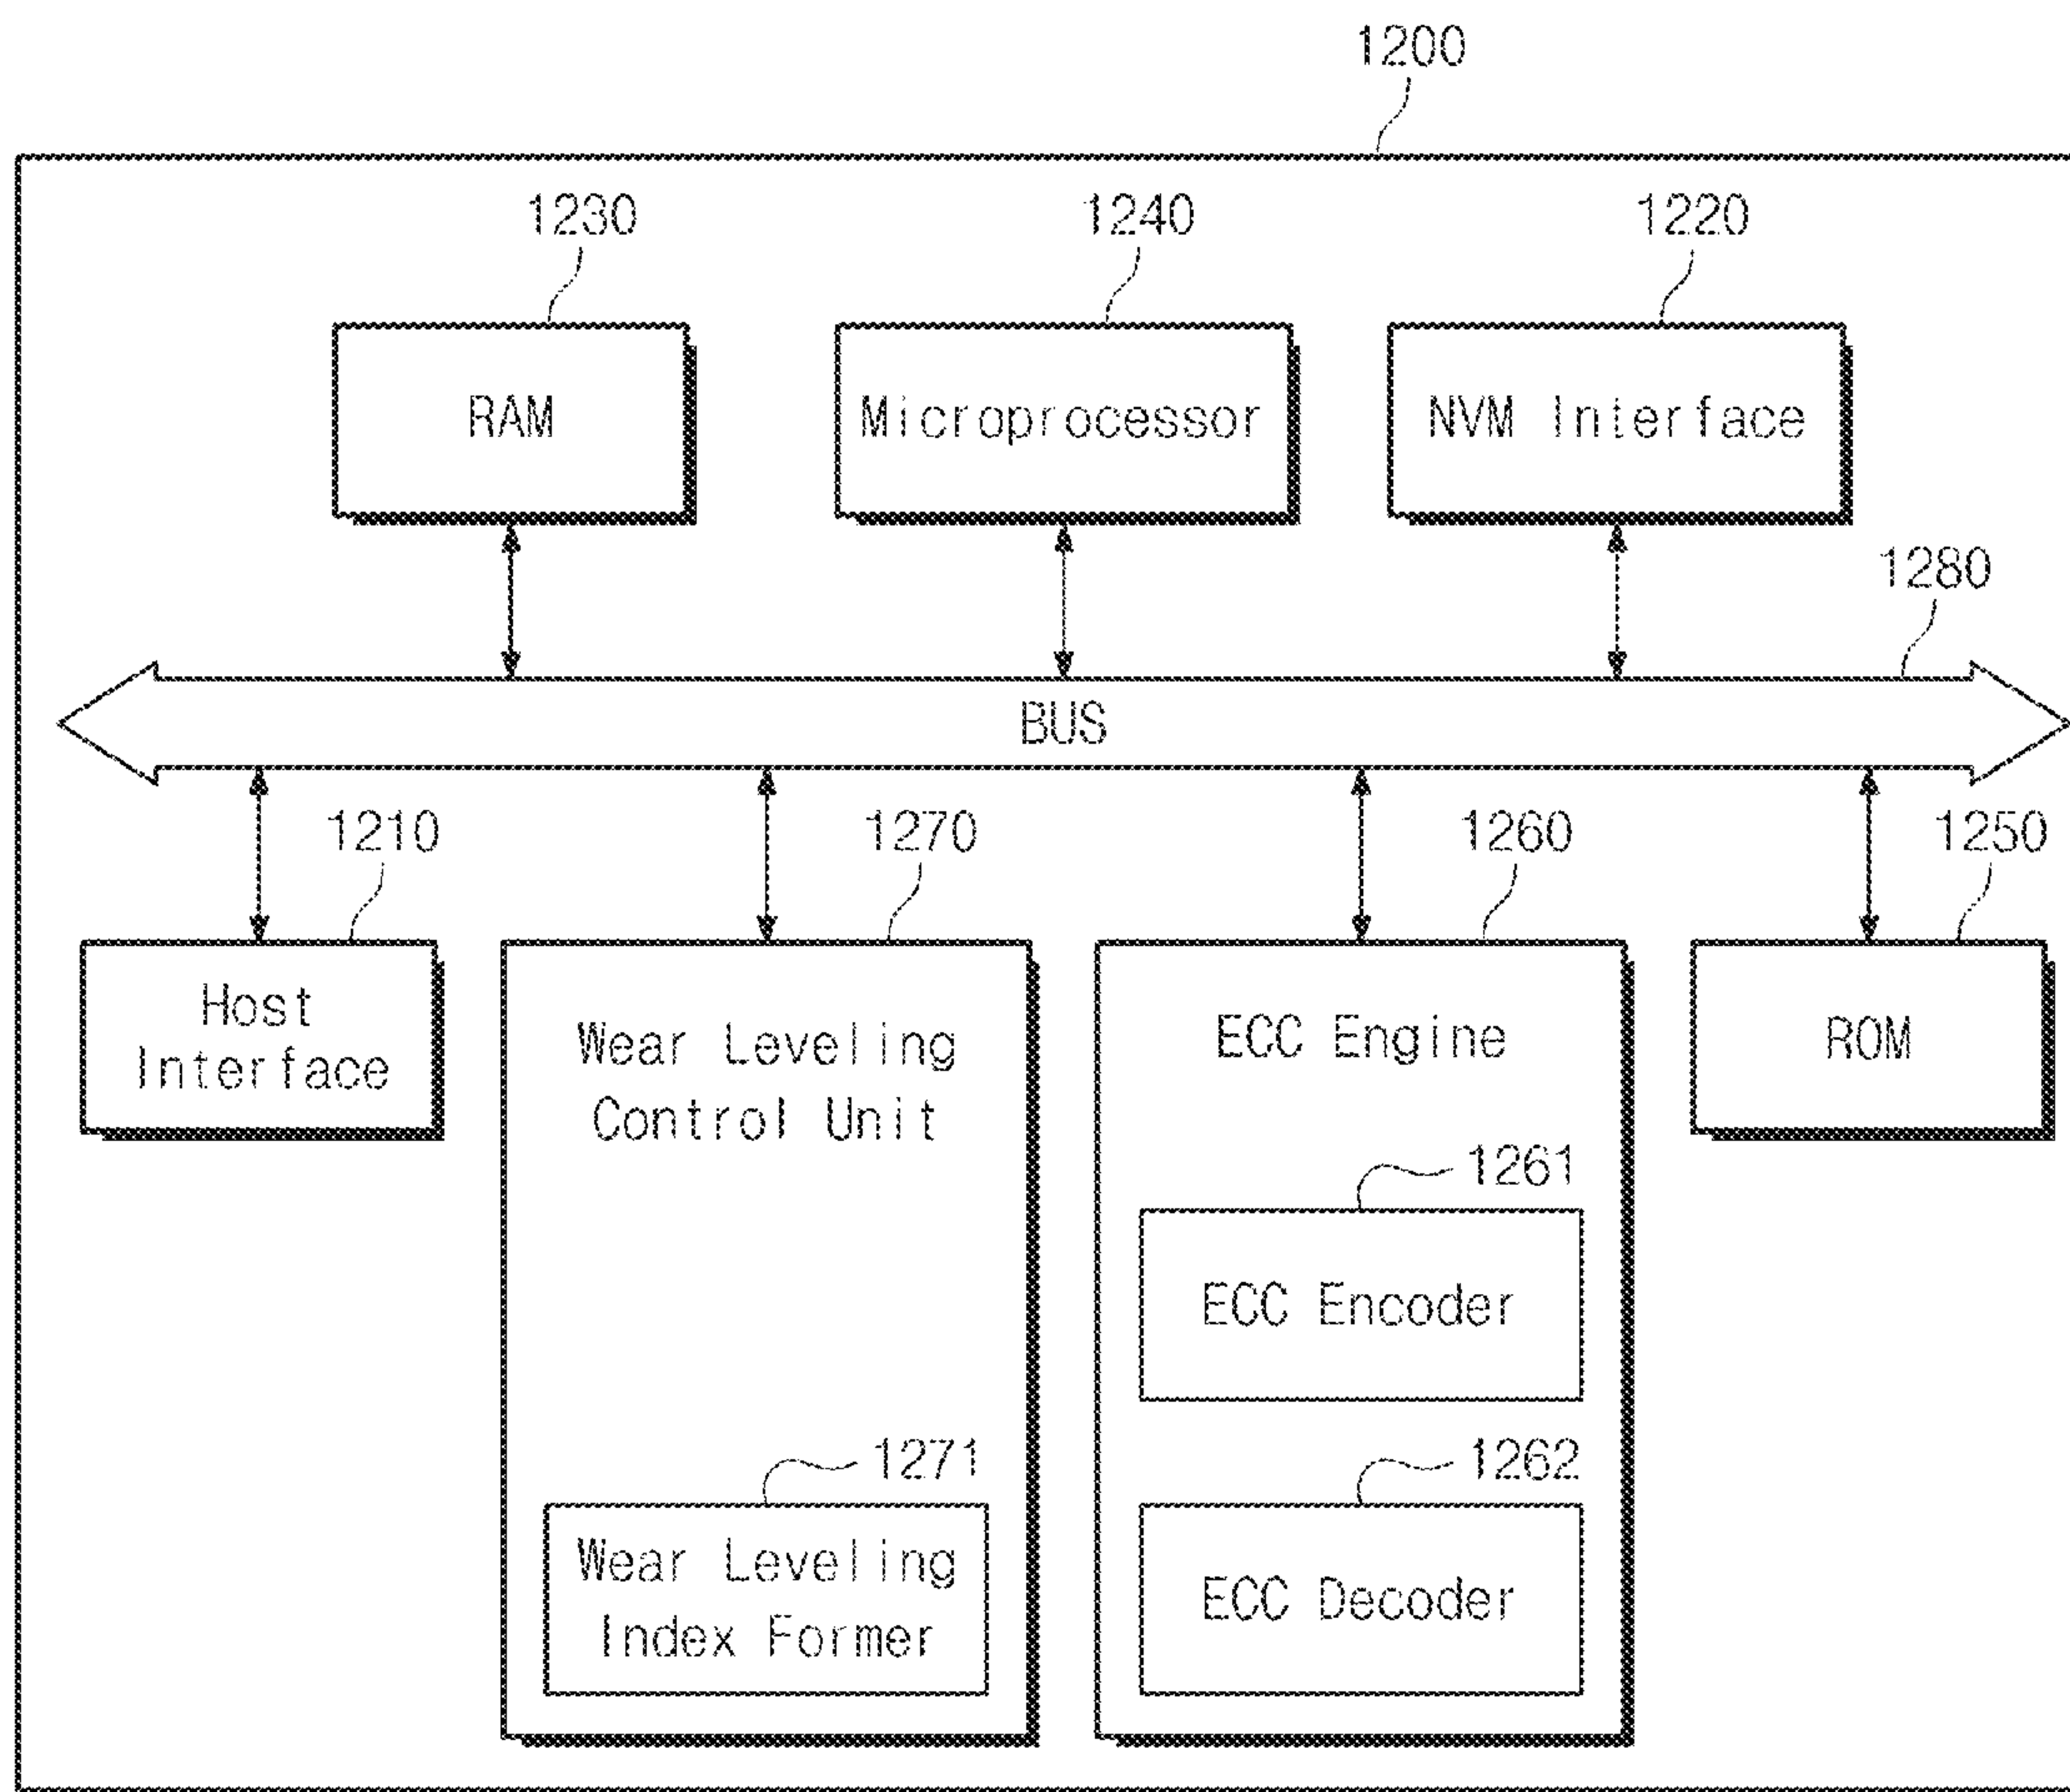 1200
1230
1240
1220
RAM
Microprocessor
NVM Interface
1280
BUS
1210
1270
1260
1250
Host
Interface
Wear Leveling
Control Unit
ECC Engine
ROM
1261
ECC Encoder
1271
1262
Wear Leveling
Index Former
ECC Decoder